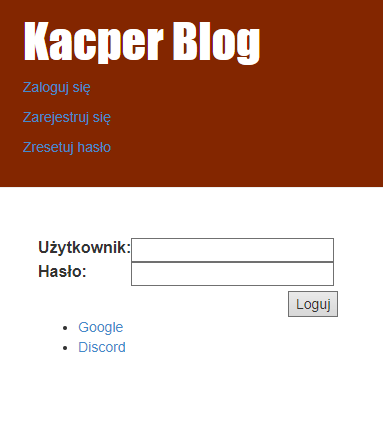 Kacper Blog
Zaloguj się
Zarejestruj się
Zresetuj hasło
Użytkownik:
Hasło:
Loguj
Google
Discord